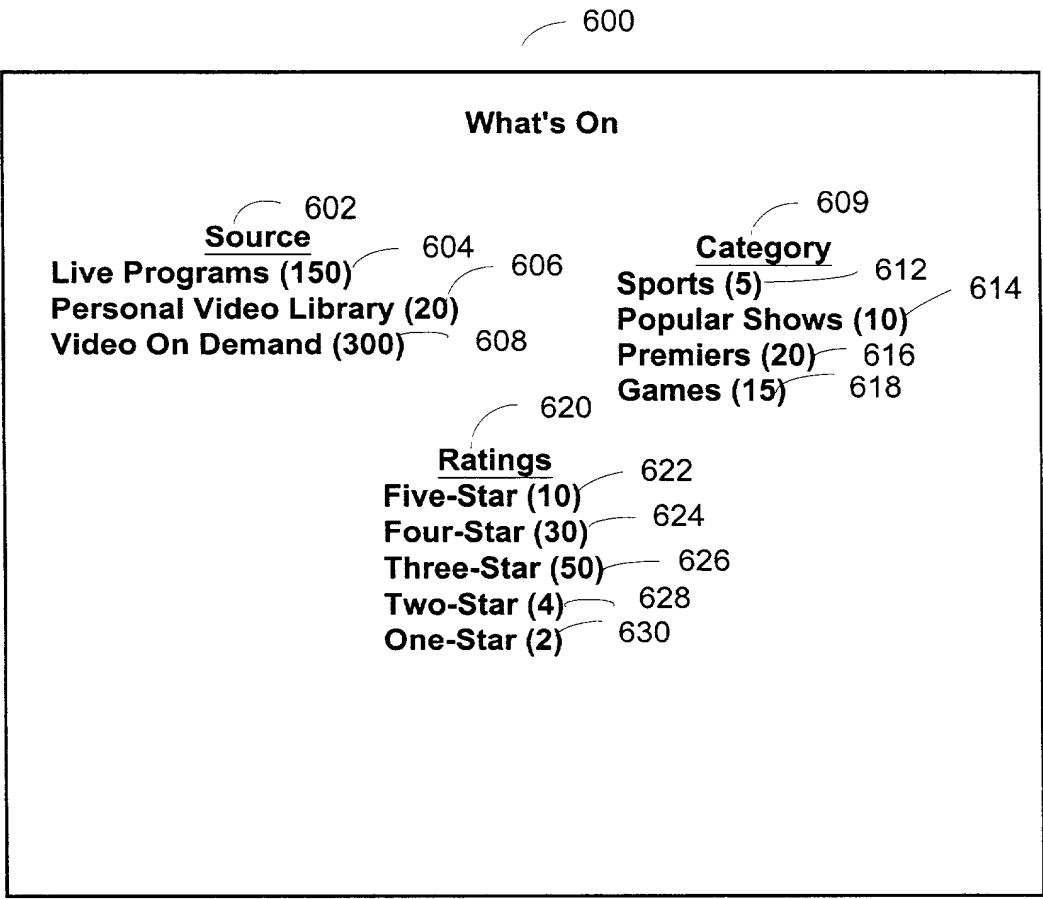 600
What's On
602
Source
Live Programs (150) 604
Personal Video Library (20) 606
Video On Demand (300) 608
609
Category
Sports (5) 612
Popular Shows (10) 614
Premiers (20) 616
Games (15) 618
620
Ratings
Five-Star (10) 622
Four-Star (30) 624
Three-Star (50) 626
Two-Star (4) 628
One-Star (2) 630